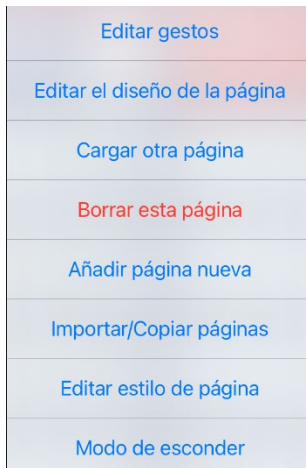 Editar gestos
Editar el diseño de la página
Cargar otra página
Borrar esta página
Añadir página nueva
Importar/Copiar páginas
Editar estilo de página
Modo de esconder